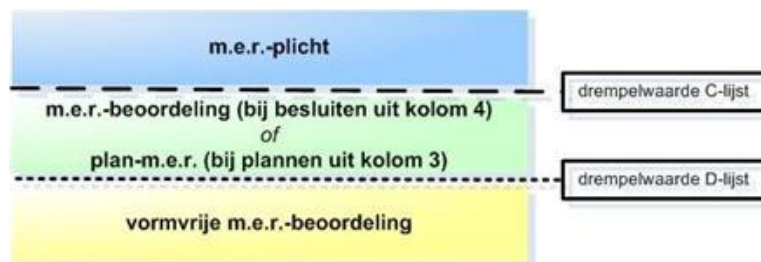 m.e.r.-plicht
drempelwaarde C-lijst
m.e.r.-beoordeling (bij besluiten uit kolom 4)
of
plan-m.e.r. (bij plannen uit kolom 3)
drempelwaarde D-lijst
vormvrije m.e.r.-beoordeling